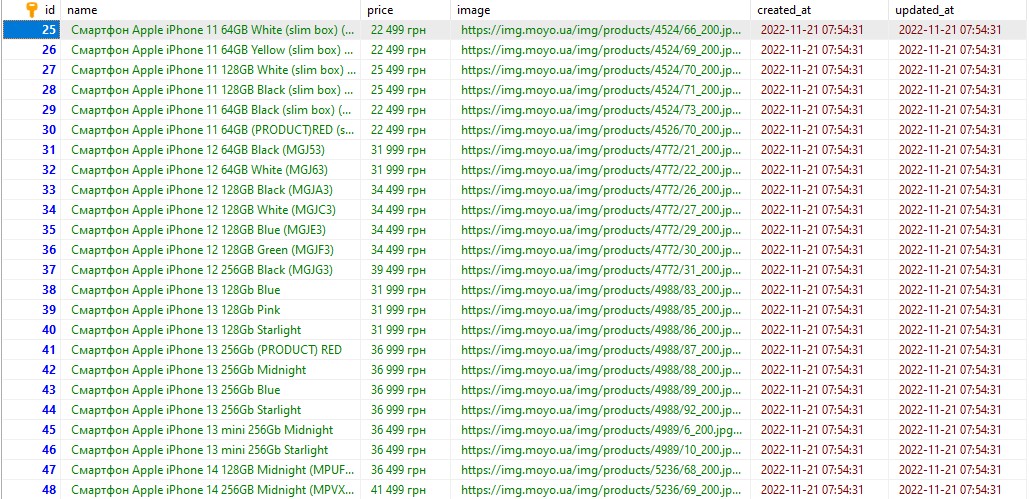 id name price image created_at updated_at
25 Смартфон Apple iPhone 11 64GB White (slim box) (... 22 499 грн https://img.moyo.ua/img/products/4524/66_200.jp... 2022-11-21 07:54:31 2022-11-21 07:54:31
26 Смартфон Apple iPhone 11 64GB Yellow (slim box) ... 22 499 грн https://img.moyo.ua/img/products/4524/69_200.jp... 2022-11-21 07:54:31 2022-11-21 07:54:31
27 Смартфон Apple iPhone 11 128GB White (slim box) ... 25 499 грн https://img.moyo.ua/img/products/4524/70_200.jp... 2022-11-21 07:54:31 2022-11-21 07:54:31
28 Смартфон Apple iPhone 11 128GB Black (slim box) ... 25 499 грн https://img.moyo.ua/img/products/4524/71_200.jp... 2022-11-21 07:54:31 2022-11-21 07:54:31
29 Смартфон Apple iPhone 11 64GB Black (slim box) (... 22 499 грн https://img.moyo.ua/img/products/4524/73_200.jp... 2022-11-21 07:54:31 2022-11-21 07:54:31
30 Смартфон Apple iPhone 11 64GB (PRODUCT)RED (s... 22 499 грн https://img.moyo.ua/img/products/4526/70_200.jp... 2022-11-21 07:54:31 2022-11-21 07:54:31
31 Смартфон Apple iPhone 12 64GB Black (MGJ53) 31 999 грн https://img.moyo.ua/img/products/4772/21_200.jp... 2022-11-21 07:54:31 2022-11-21 07:54:31
32 Смартфон Apple iPhone 12 64GB White (MGJ63) 31 999 грн https://img.moyo.ua/img/products/4772/22_200.jp... 2022-11-21 07:54:31 2022-11-21 07:54:31
33 Смартфон Apple iPhone 12 128GB Black (MGJA3) 34 499 грн https://img.moyo.ua/img/products/4772/26_200.jp... 2022-11-21 07:54:31 2022-11-21 07:54:31
34 Смартфон Apple iPhone 12 128GB White (MGJC3) 34 499 грн https://img.moyo.ua/img/products/4772/27_200.jp... 2022-11-21 07:54:31 2022-11-21 07:54:31
35 Смартфон Apple iPhone 12 128GB Blue (MGJE3) 34 499 грн https://img.moyo.ua/img/products/4772/29_200.jp... 2022-11-21 07:54:31 2022-11-21 07:54:31
36 Смартфон Apple iPhone 12 128GB Green (MGJF3) 34 499 грн https://img.moyo.ua/img/products/4772/30_200.jp... 2022-11-21 07:54:31 2022-11-21 07:54:31
37 Смартфон Apple iPhone 12 256GB Black (MGJG3) 39 499 грн https://img.moyo.ua/img/products/4772/31_200.jp... 2022-11-21 07:54:31 2022-11-21 07:54:31
38 Смартфон Apple iPhone 13 128Gb Blue 31 999 грн https://img.moyo.ua/img/products/4988/83_200.jp... 2022-11-21 07:54:31 2022-11-21 07:54:31
39 Смартфон Apple iPhone 13 128Gb Pink 31 999 грн https://img.moyo.ua/img/products/4988/85_200.jp... 2022-11-21 07:54:31 2022-11-21 07:54:31
40 Смартфон Apple iPhone 13 128Gb Starlight 31 999 грн https://img.moyo.ua/img/products/4988/86_200.jp... 2022-11-21 07:54:31 2022-11-21 07:54:31
41 Смартфон Apple iPhone 13 256Gb (PRODUCT) RED 36 999 грн https://img.moyo.ua/img/products/4988/87_200.jp... 2022-11-21 07:54:31 2022-11-21 07:54:31
42 Смартфон Apple iPhone 13 256Gb Midnight 36 999 грн https://img.moyo.ua/img/products/4988/88_200.jp... 2022-11-21 07:54:31 2022-11-21 07:54:31
43 Смартфон Apple iPhone 13 256Gb Blue 36 999 грн https://img.moyo.ua/img/products/4988/89_200.jp... 2022-11-21 07:54:31 2022-11-21 07:54:31
44 Смартфон Apple iPhone 13 256Gb Starlight 36 999 грн https://img.moyo.ua/img/products/4988/92_200.jp... 2022-11-21 07:54:31 2022-11-21 07:54:31
45 Смартфон Apple iPhone 13 mini 256Gb Midnight 36 499 грн https://img.moyo.ua/img/products/4989/6_200.jpg... 2022-11-21 07:54:31 2022-11-21 07:54:31
46 Смартфон Apple iPhone 13 mini 256Gb Starlight 36 499 грн https://img.moyo.ua/img/products/4989/10_200.jp... 2022-11-21 07:54:31 2022-11-21 07:54:31
47 Смартфон Apple iPhone 14 128GB Midnight (MPUF... 36 499 грн https://img.moyo.ua/img/products/5236/68_200.jp... 2022-11-21 07:54:31 2022-11-21 07:54:31
48 Смартфон Apple iPhone 14 256GB Midnight (MPVX... 41 499 грн https://img.moyo.ua/img/products/5236/69_200.jp... 2022-11-21 07:54:31 2022-11-21 07:54:31